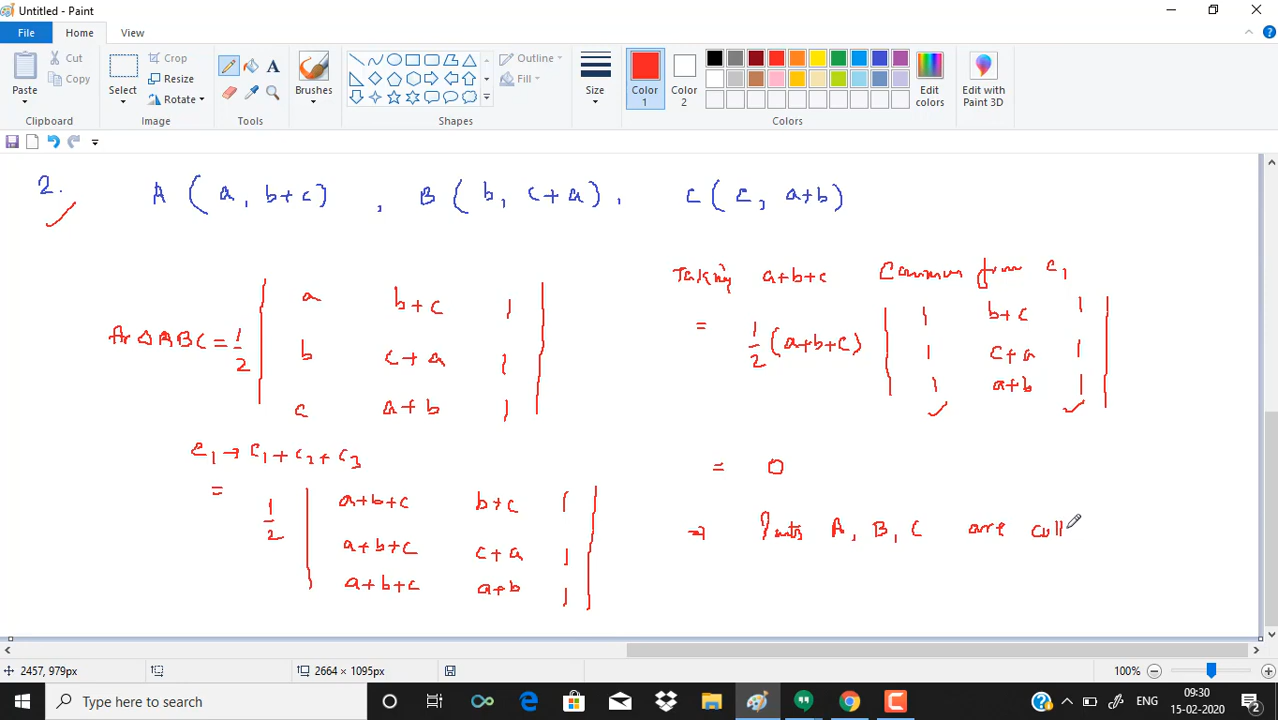 Untitled - Paint
File Home View
Paste Cut Copy Select Crop Resize Rotate Brushes Outline Fill Size Color 1 Color 2 Edit colors Edit with Paint 3D
Clipboard Image Tools Shapes Colors
2. A (a, b+c) , B (b, c+a), C (c, a+b)
Ar △ABC = 1/2 | a b+c 1 |
| b c+a 1 |
| c a+b 1 |
C1 → C1 + C2 + C3
= 1/2 | a+b+c b+c 1 |
| a+b+c c+a 1 |
| a+b+c a+b 1 |
Taking a+b+c Common from C1
= 1/2 (a+b+c) | 1 b+c 1 |
| 1 c+a 1 |
| 1 a+b 1 |
= 0
⇒ Points A, B, C are coll
2457, 979px 2664 × 1095px 100%
Type here to search ENG 09:30 15-02-2020 2